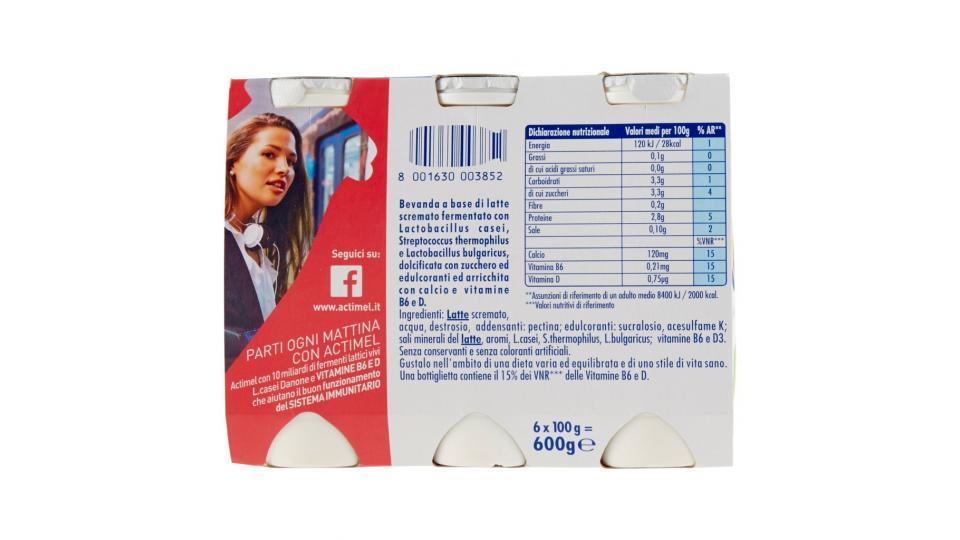 Seguici su:
f
www.actimel.it
PARTI OGNI MATTINA
CON ACTIMEL
Actimel con 10 miliardi di fermenti lattici vivi
L.casei Danone e VITAMINE B6 E D
che aiutano il buon funzionamento
del SISTEMA IMMUNITARIO
8 001630 003852
Bevanda a base di latte
scremato fermentato con
Lactobacillus casei,
Streptococcus thermophilus
e Lactobacillus bulgaricus,
dolcificata con zucchero ed
edulcoranti ed arricchita
con calcio e vitamine
B6 e D.
Ingredienti: Latte scremato,
acqua, destrosio, addensanti: pectina; edulcoranti: sucralosio, acesulfame K;
sali minerali del latte, aromi, L.casei, S.thermophilus, L.bulgaricus; vitamine B6 e D3.
Senza conservanti e senza coloranti artificiali.
Gustalo nell'ambito di una dieta varia ed equilibrata e di uno stile di vita sano.
Una bottiglietta contiene il 15% dei VNR*** delle Vitamine B6 e D.
Dichiarazione nutrizionale Valori medi per 100g % AR**
Energia 120 kJ / 28kcal 1
Grassi 0,1g 0
di cui acidi grassi saturi 0,0g 0
Carboidrati 3,3g 1
di cui zuccheri 3,3g 4
Fibre 0,2g
Proteine 2,8g 5
Sale 0,10g 2
%VNR***
Calcio 120mg 15
Vitamina B6 0,21mg 15
Vitamina D 0,75µg 15
**Assunzioni di riferimento di un adulto medio 8400 kJ / 2000 kcal.
***Valori nutritivi di riferimento
6 x 100 g =
600g e